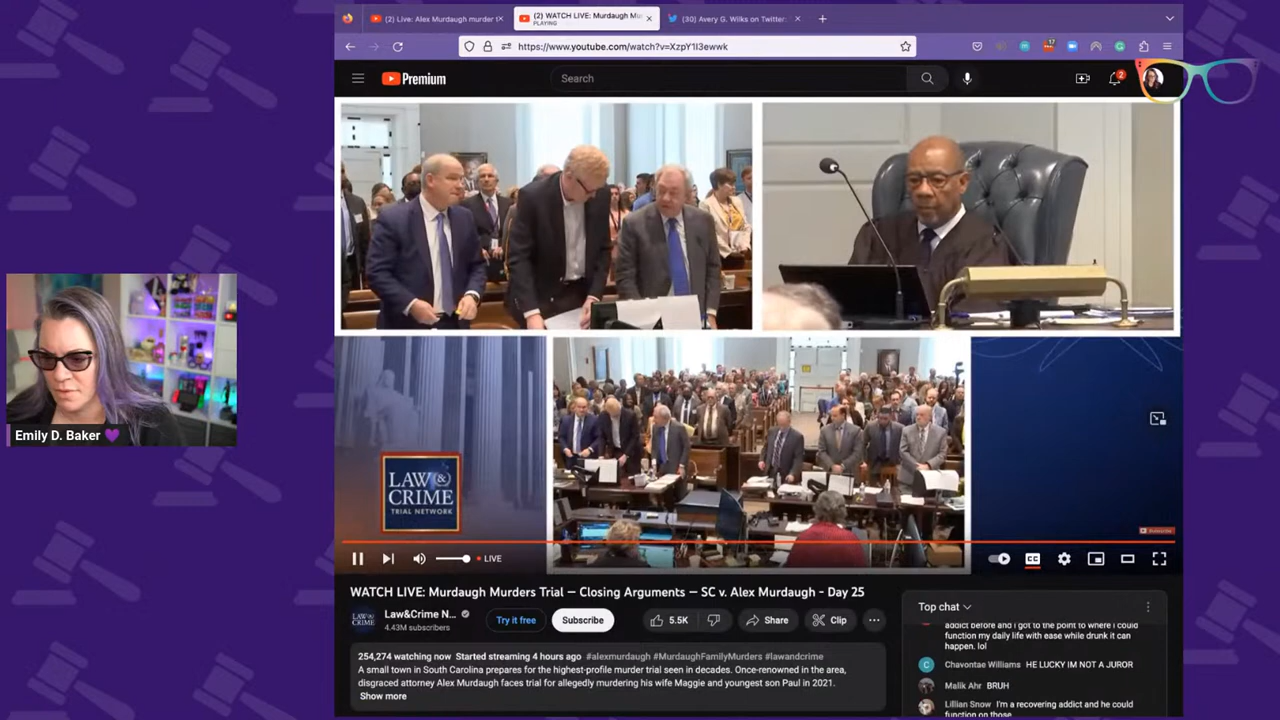 (2) Live: Alex Murdaugh murder t
(2) WATCH LIVE: Murdaugh Mu
PLAYING
(30) Avery G. Wilks on Twitter:
https://www.youtube.com/watch?v=XzpY1I3ewwk
17
Premium
Search
2
Emily D. Baker 💜
LAW &
CRIME
TRIAL NETWORK
LIVE
CC
WATCH LIVE: Murdaugh Murders Trial — Closing Arguments — SC v. Alex Murdaugh - Day 25
Law&Crime N...
4.43M subscribers
Try it free
Subscribe
5.5K
Share
Clip
254,274 watching now Started streaming 4 hours ago #alexmurdaugh #MurdaughFamilyMurders #lawandcrime
A small town in South Carolina prepares for the highest-profile murder trial seen in decades. Once-renowned in the area,
disgraced attorney Alex Murdaugh faces trial for allegedly murdering his wife Maggie and youngest son Paul in 2021.
Show more
Top chat
addict before and i got to the point to where i could
function my daily life with ease while drunk it can
happen. lol
C
Chavontae Williams HE LUCKY IM NOT A JUROR
Malik Ahr BRUH
Lillian Snow I'm a recovering addict and he could
function on those